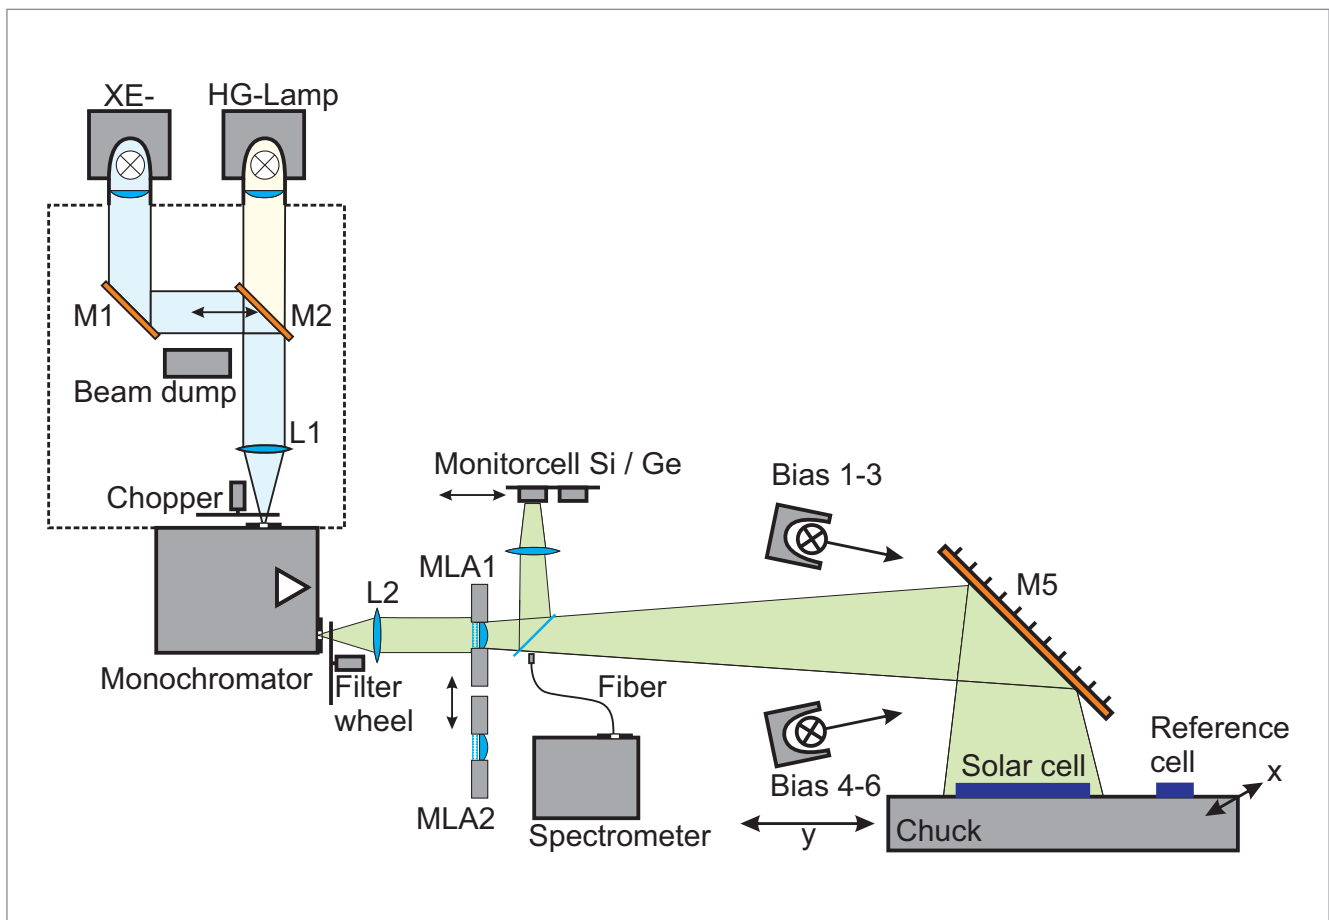 XE-
HG-Lamp
M1
M2
Beam dump
L1
Chopper
Monitorcell Si / Ge
Bias 1-3
MLA1
M5
L2
Monochromator
Filter
wheel
Fiber
Reference
cell
Solar cell
x
Bias 4-6
MLA2
Spectrometer
y
Chuck